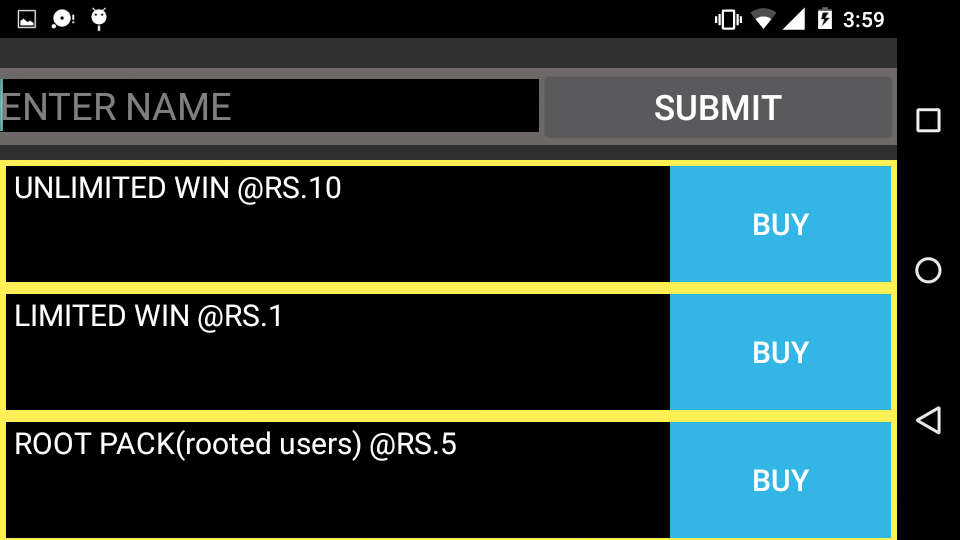 3:59
ENTER NAME
SUBMIT
UNLIMITED WIN @RS.10
BUY
LIMITED WIN @RS.1
BUY
ROOT PACK(rooted users) @RS.5
BUY